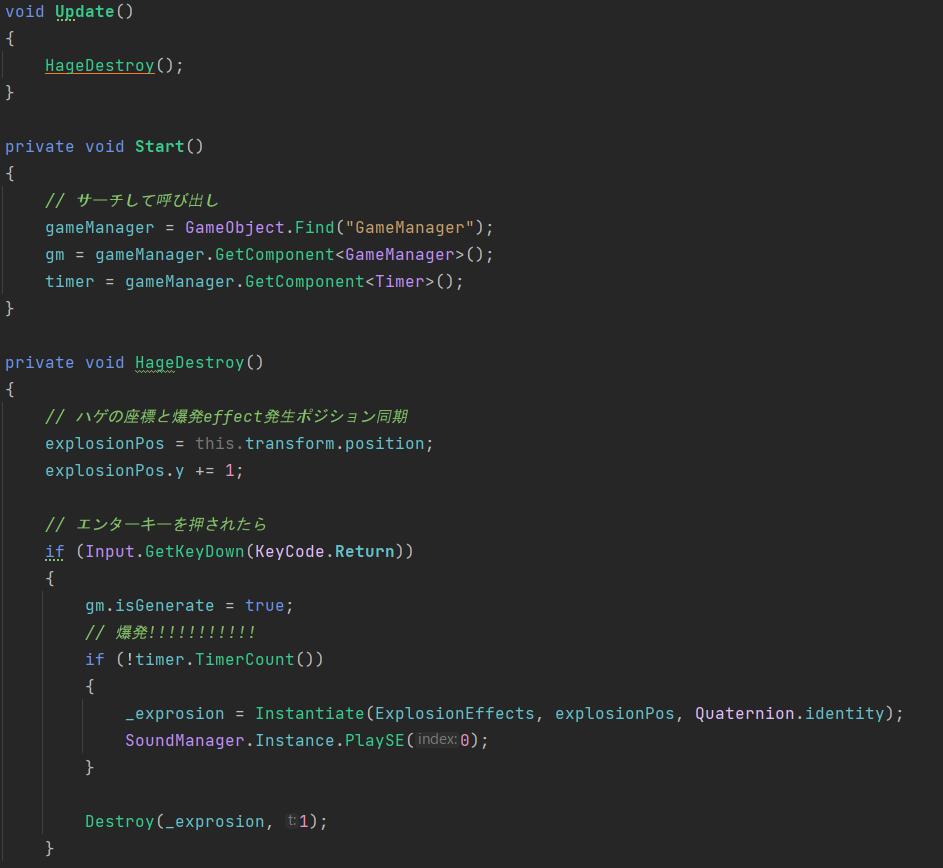 void Update()
{
    HageDestroy();
}

private void Start()
{
    // サーチして呼び出し
    gameManager = GameObject.Find("GameManager");
    gm = gameManager.GetComponent<GameManager>();
    timer = gameManager.GetComponent<Timer>();
}

private void HageDestroy()
{
    // ハゲの座標と爆発effect発生ポジション同期
    explosionPos = this.transform.position;
    explosionPos.y += 1;

    // エンターキーを押されたら
    if (Input.GetKeyDown(KeyCode.Return))
    {
        gm.isGenerate = true;
        // 爆発!!!!!!!!!!!
        if (!timer.TimerCount())
        {
            _exprosion = Instantiate(ExplosionEffects, explosionPos, Quaternion.identity);
            SoundManager.Instance.PlaySE(index:0);
        }

        Destroy(_exprosion, t:1);
    }